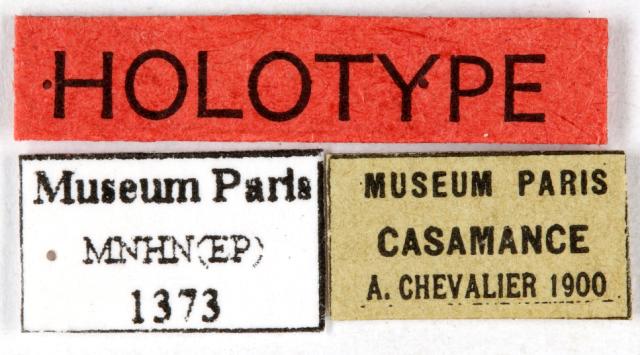 HOLOTYPE
Museum Paris
MNHN(EP)
1373
MUSEUM PARIS
CASAMANCE
A. CHEVALIER 1900